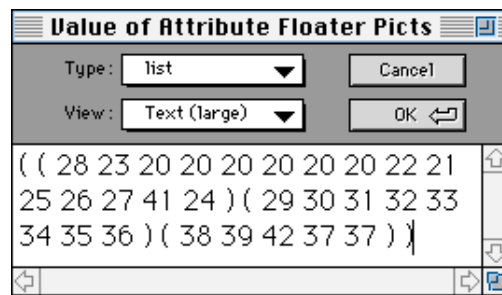 Value of Attribute Floater Picts
Type: list
Cancel
View: Text (large)
OK
( ( 28 23 20 20 20 20 20 20 22 21
25 26 27 41 24 ) ( 29 30 31 32 33
34 35 36 ) ( 38 39 42 37 37 ) )